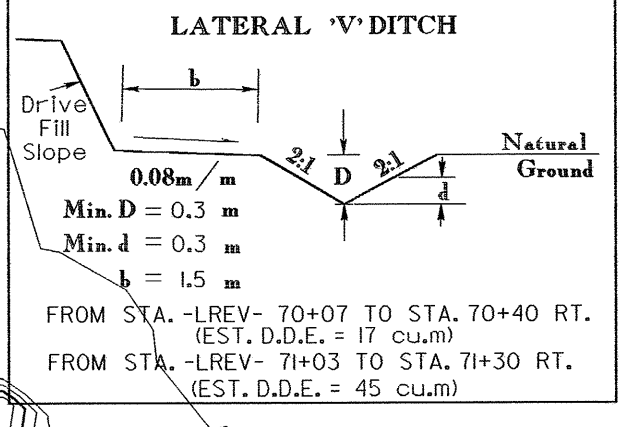 LATERAL 'V' DITCH
b
Drive
Fill
Slope
2:1
2:1
D
d
Natural
Ground
0.08m / m
Min. D = 0.3 m
Min. d = 0.3 m
b = 1.5 m
FROM STA. -LREV- 70+07 TO STA. 70+40 RT.
(EST. D.D.E. = 17 cu.m)
FROM STA. -LREV- 71+03 TO STA. 71+30 RT.
(EST. D.D.E. = 45 cu.m)